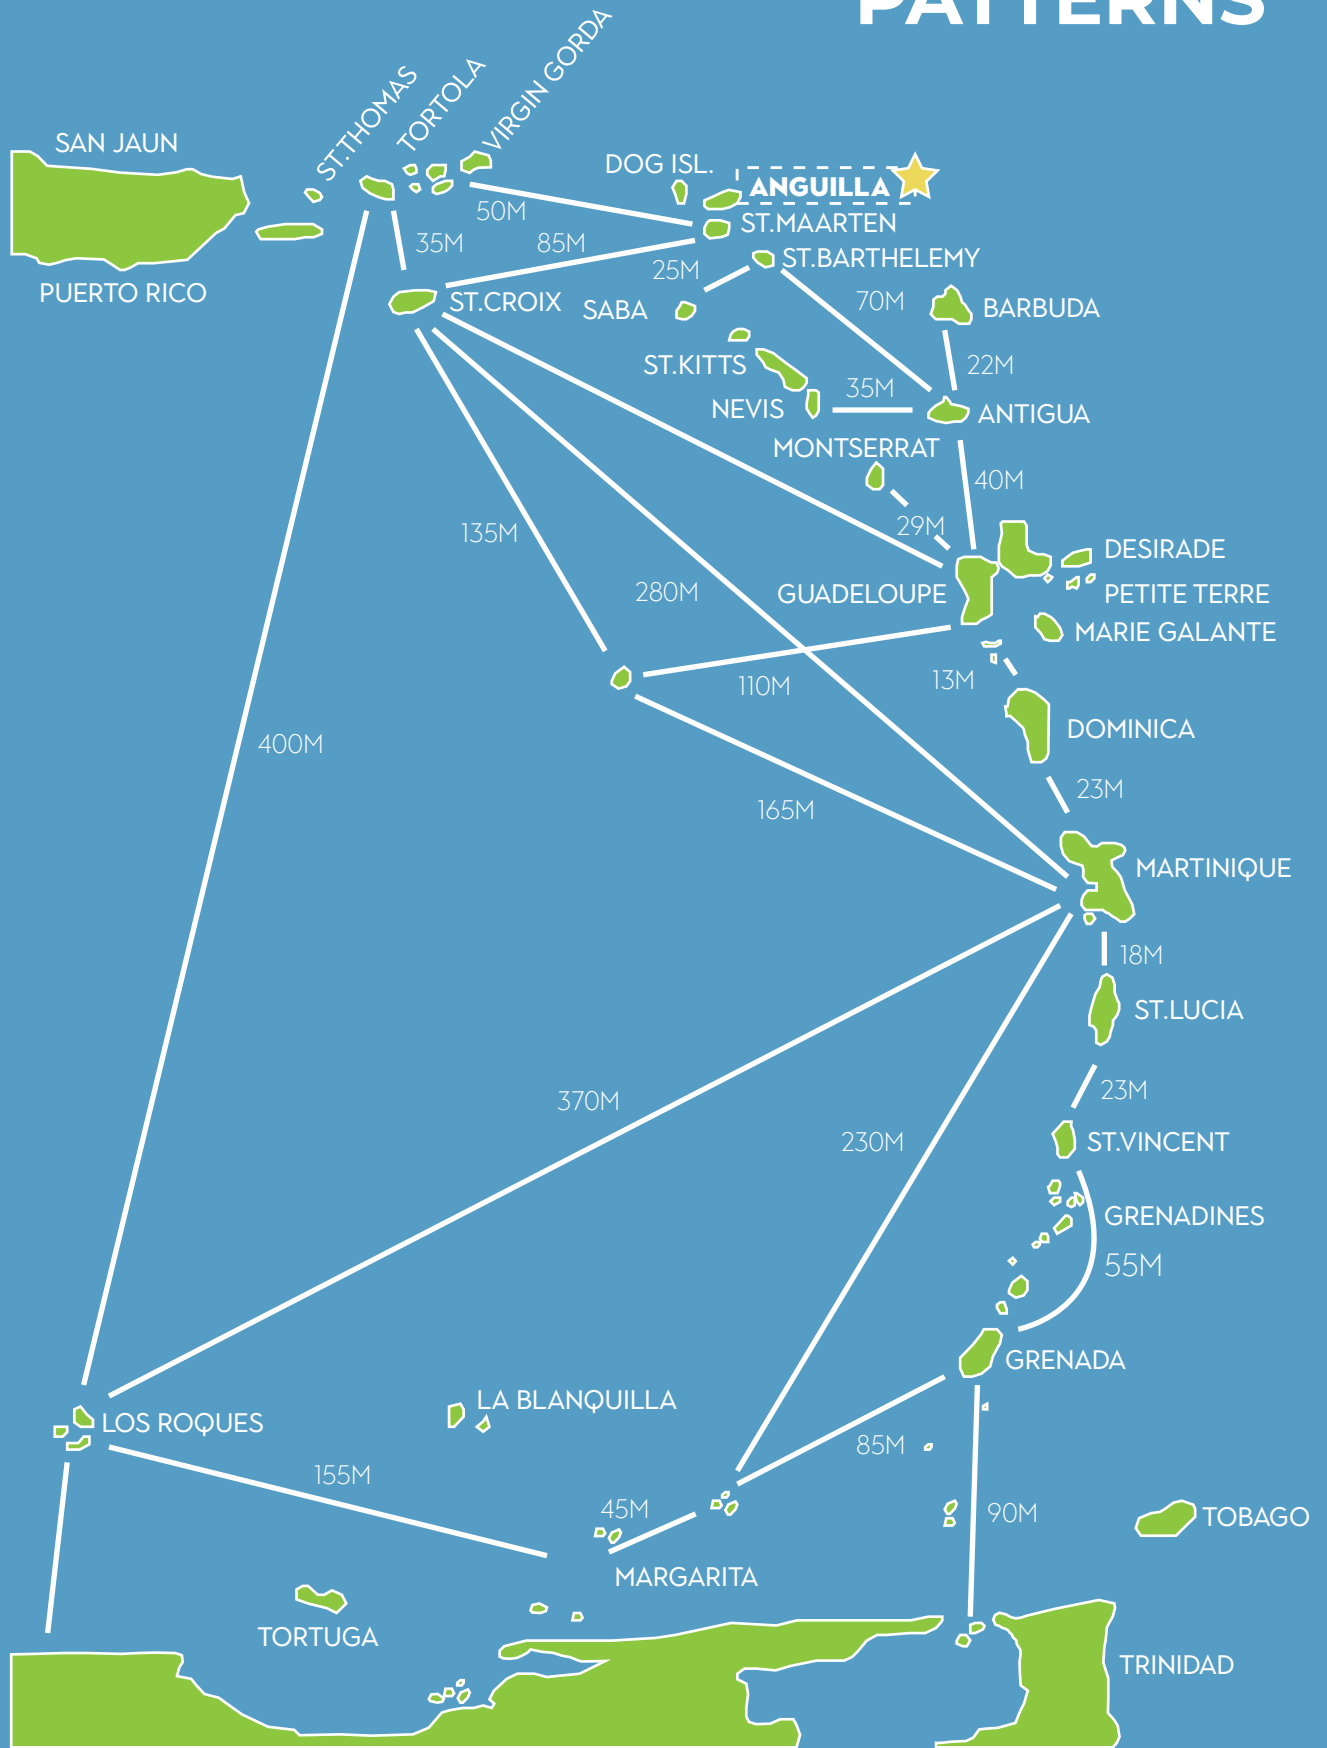 PATTERNS
ST.THOMAS
TORTOLA
VIRGIN GORDA
SAN JAUN
DOG ISL.
ANGUILLA
50M
ST.MAARTEN
35M
85M
ST.BARTHELEMY
25M
PUERTO RICO
ST.CROIX
SABA
70M
BARBUDA
ST.KITTS
22M
35M
NEVIS
ANTIGUA
MONTSERRAT
40M
29M
135M
DESIRADE
280M
GUADELOUPE
PETITE TERRE
MARIE GALANTE
110M
13M
DOMINICA
400M
23M
165M
MARTINIQUE
18M
ST.LUCIA
23M
370M
230M
ST.VINCENT
GRENADINES
55M
GRENADA
LA BLANQUILLA
LOS ROQUES
85M
155M
45M
90M
TOBAGO
MARGARITA
TORTUGA
TRINIDAD